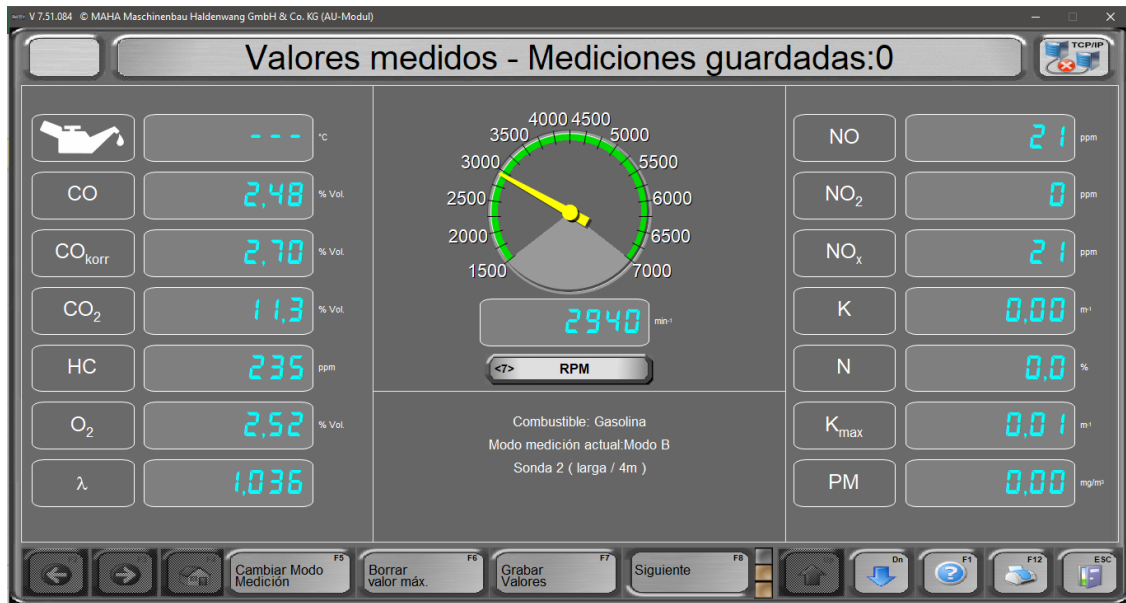 V 7.51.084 © MAHA Maschinenbau Haldenwang GmbH & Co. KG (AU-Modul)
Valores medidos - Mediciones guardadas:0
TCP/IP
--- °C
CO 2,48 % Vol.
COkorr 2,70 % Vol.
CO2 11,3 % Vol.
HC 235 ppm
O2 2,52 % Vol.
λ 1,036
1500
2000
2500
3000
3500
4000
4500
5000
5500
6000
6500
7000
2940 min-1
<7> RPM
Combustible: Gasolina
Modo medición actual:Modo B
Sonda 2 ( larga / 4m )
NO 21 ppm
NO2 0 ppm
NOx 21 ppm
K 0,00 m-1
N 0,0 %
Kmax 0,01 m-1
PM 0,00 mg/m3
Cambiar Modo F5
Medición
Borrar F6
valor máx.
Grabar F7
Valores
Siguiente F8
Dn
F1
F12
ESC